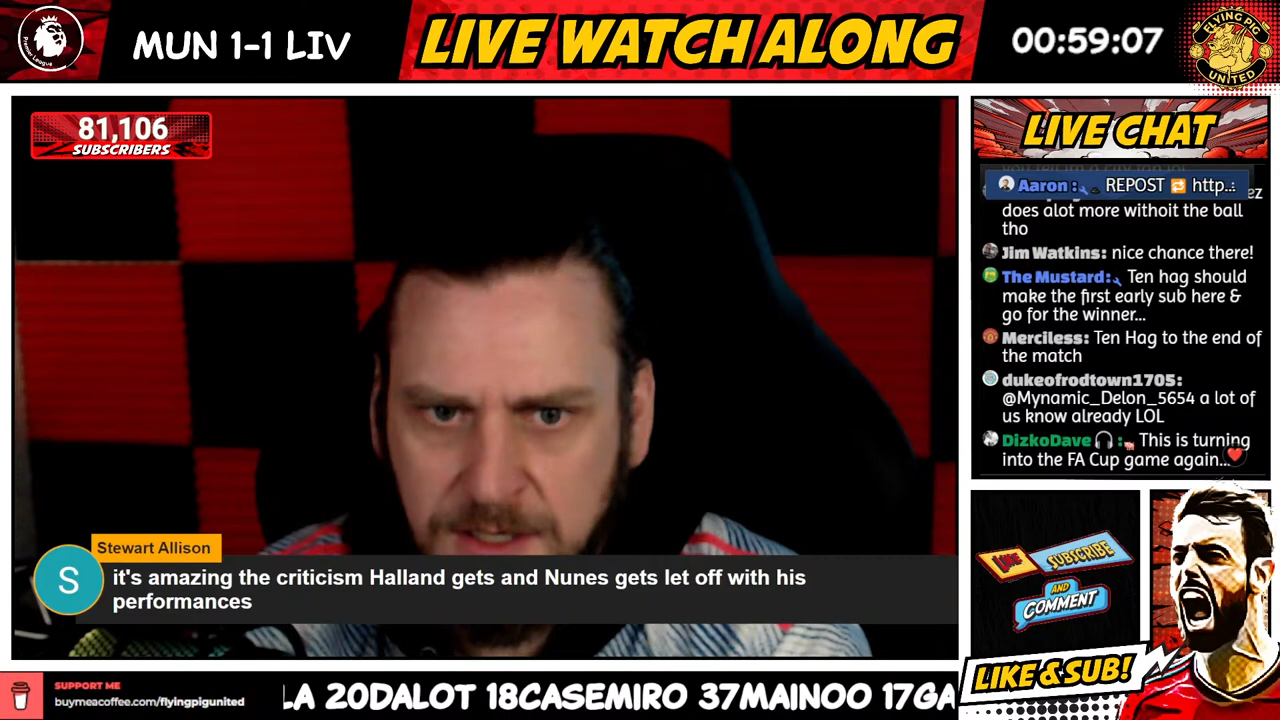 Premier League
MUN 1-1 LIV
LIVE WATCH ALONG
00:59:07
FLYING PIG
UNITED
81,106
SUBSCRIBERS
LIVE CHAT
Aaron : REPOST 🔁 http..:
ez
does alot more withoit the ball
tho
Jim Watkins: nice chance there!
The Mustard: Ten hag should
make the first early sub here &
go for the winner...
Merciless: Ten Hag to the end of
the match
dukeofrodtown1705:
@Mynamic_Delon_5654 a lot of
us know already LOL
DizkoDave🎧: This is turning
into the FA Cup game again...
Stewart Allison
S
it's amazing the criticism Halland gets and Nunes gets let off with his
performances
LIKE
SUBSCRIBE
AND
COMMENT
LIKE & SUB!
SUPPORT ME
buymeacoffee.com/flyingpigunited
LA 20DALOT 18CASEMIRO 37MAINOO 17GA